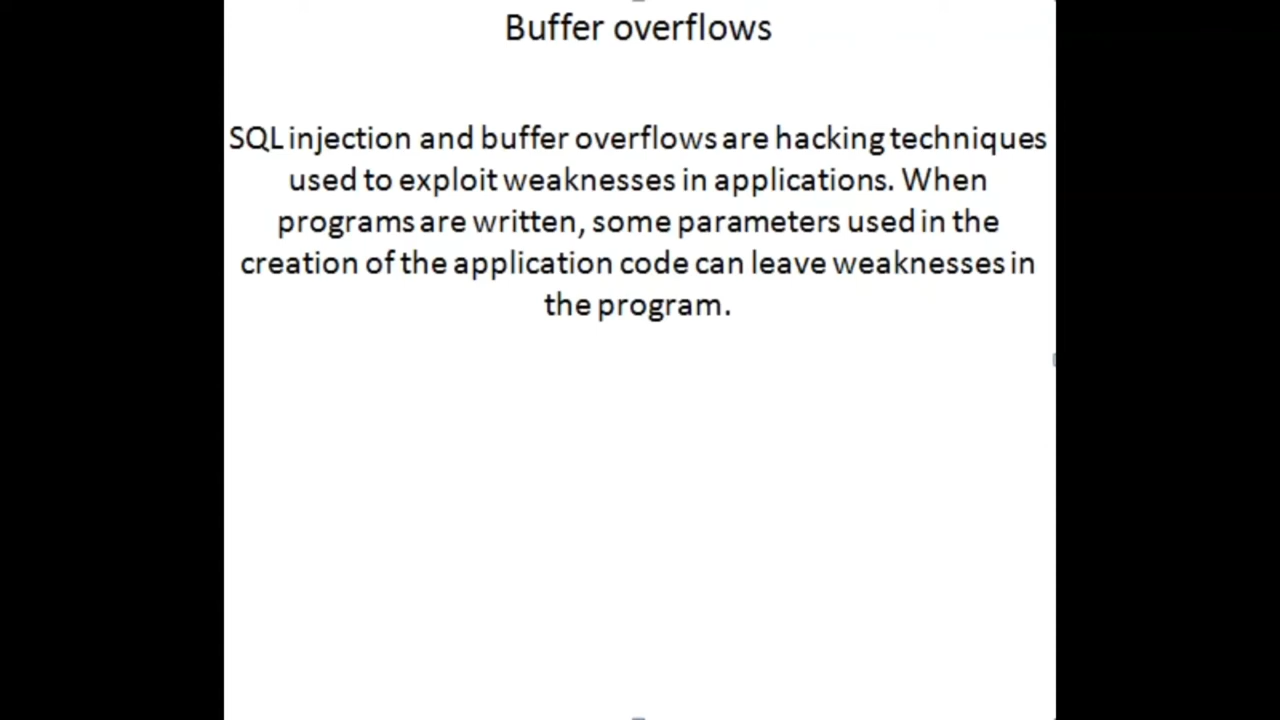 Buffer overflows
SQL injection and buffer overflows are hacking techniques
used to exploit weaknesses in applications. When
programs are written, some parameters used in the
creation of the application code can leave weaknesses in
the program.